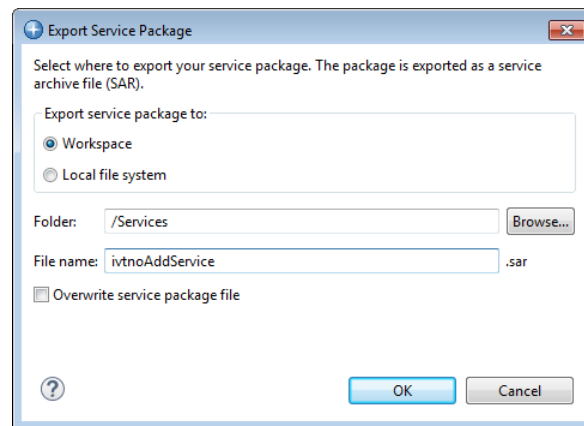 Export Service Package
Select where to export your service package. The package is exported as a service
archive file (SAR).
Export service package to:
Workspace
Local file system
Folder: /Services Browse...
File name: ivtnoAddService .sar
Overwrite service package file
? OK Cancel